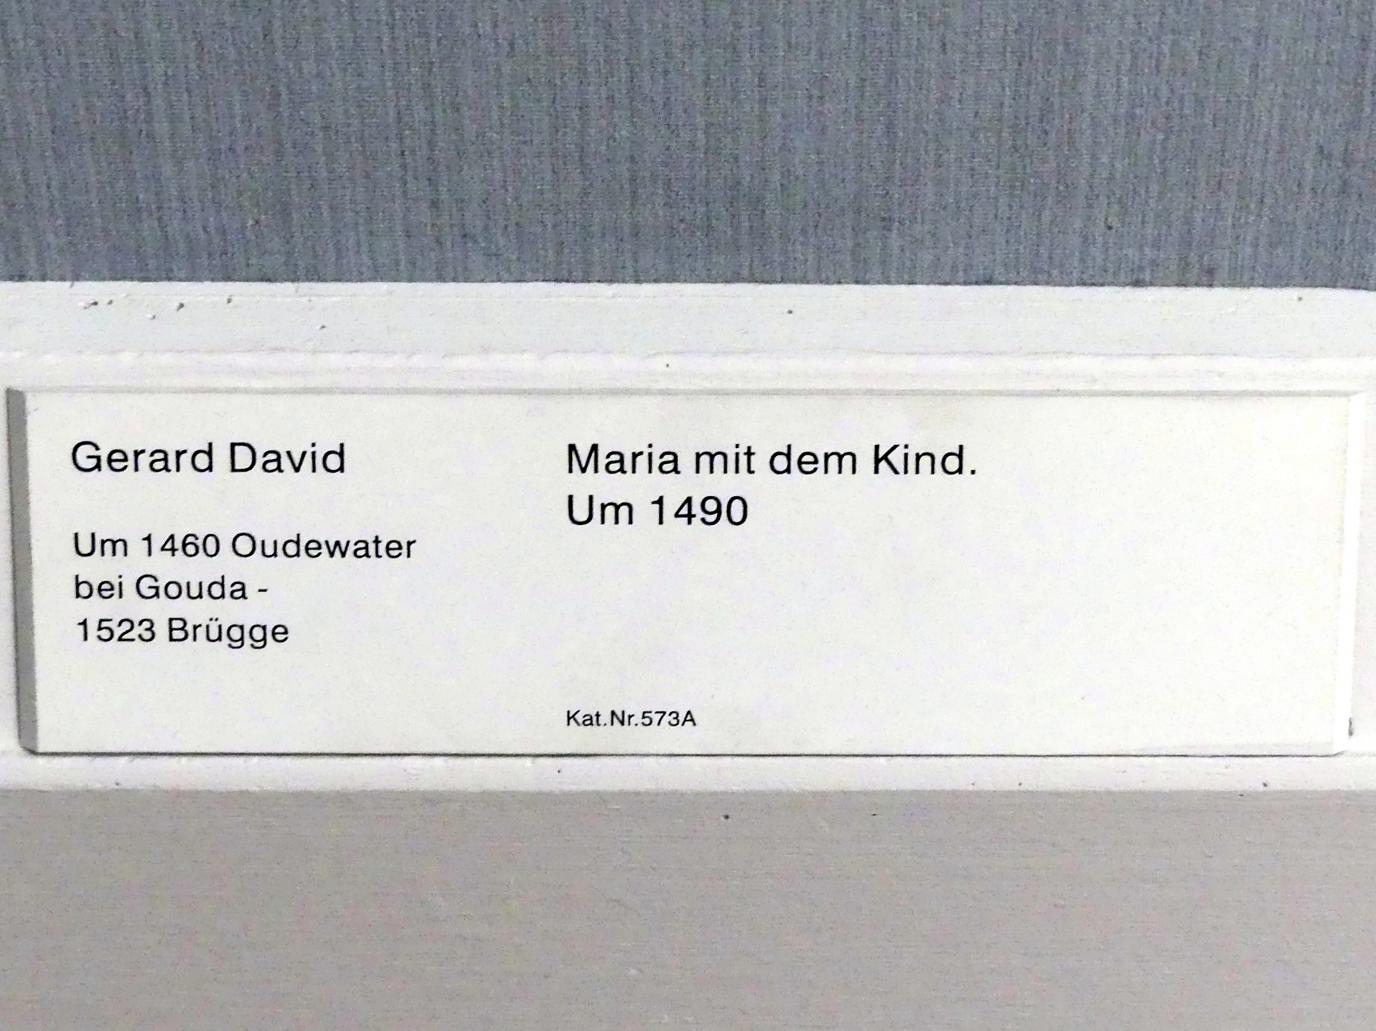 Gerard David
Um 1460 Oudewater
bei Gouda -
1523 Brügge
Maria mit dem Kind.
Um 1490
Kat.Nr.573A